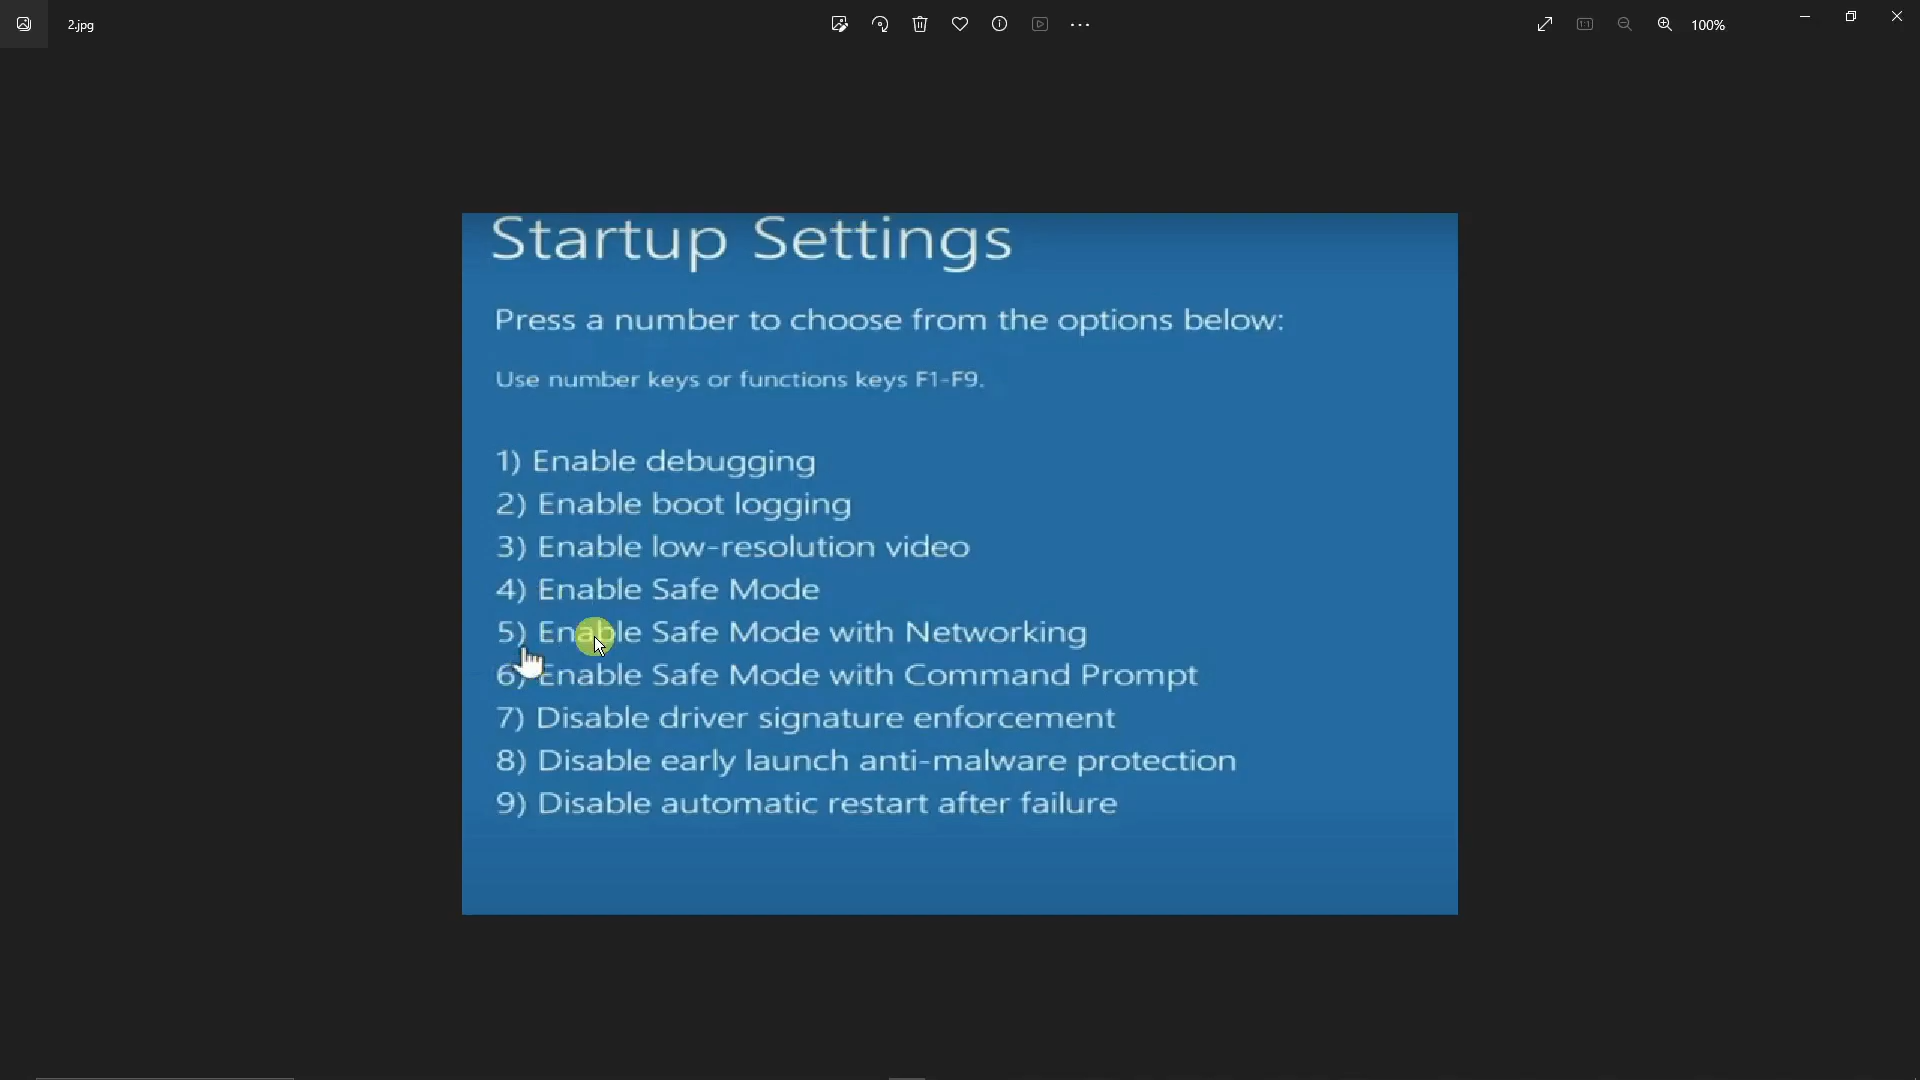 2.jpg
100%
Startup Settings
Press a number to choose from the options below:
Use number keys or functions keys F1-F9.
1) Enable debugging
2) Enable boot logging
3) Enable low-resolution video
4) Enable Safe Mode
5) Enable Safe Mode with Networking
6) Enable Safe Mode with Command Prompt
7) Disable driver signature enforcement
8) Disable early launch anti-malware protection
9) Disable automatic restart after failure